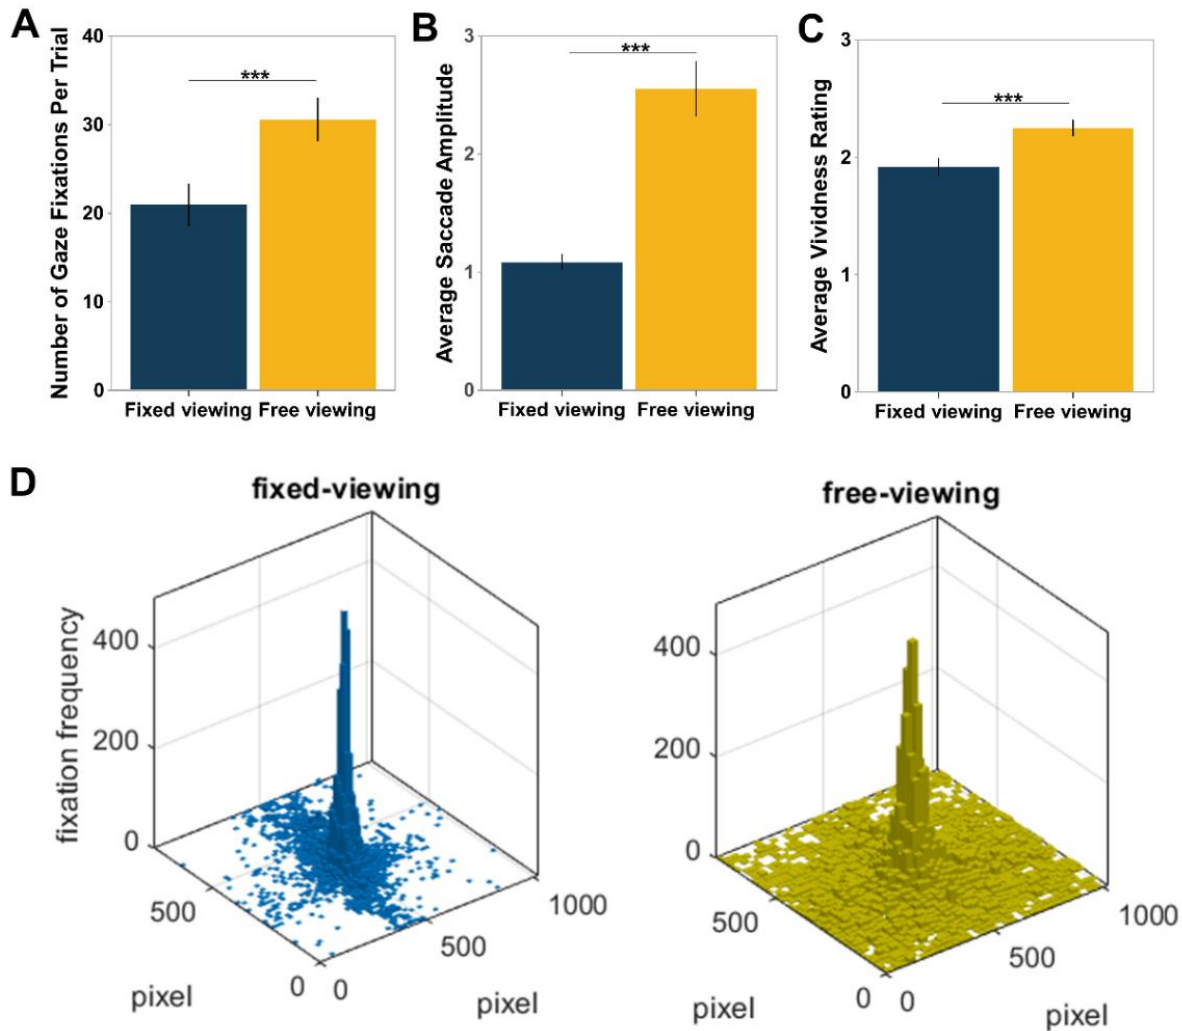 A
Number of Gaze Fixations Per Trial
40
30
20
10
0
***
Fixed viewing Free viewing
B
Average Saccade Amplitude
3
2
1
0
***
Fixed viewing Free viewing
C
Average Vividness Rating
3
2
1
0
***
Fixed viewing Free viewing
D
fixed-viewing
fixation frequency
400
200
0
500
0
pixel
0
500
1000
pixel
free-viewing
400
200
0
500
0
pixel
0
500
1000
pixel